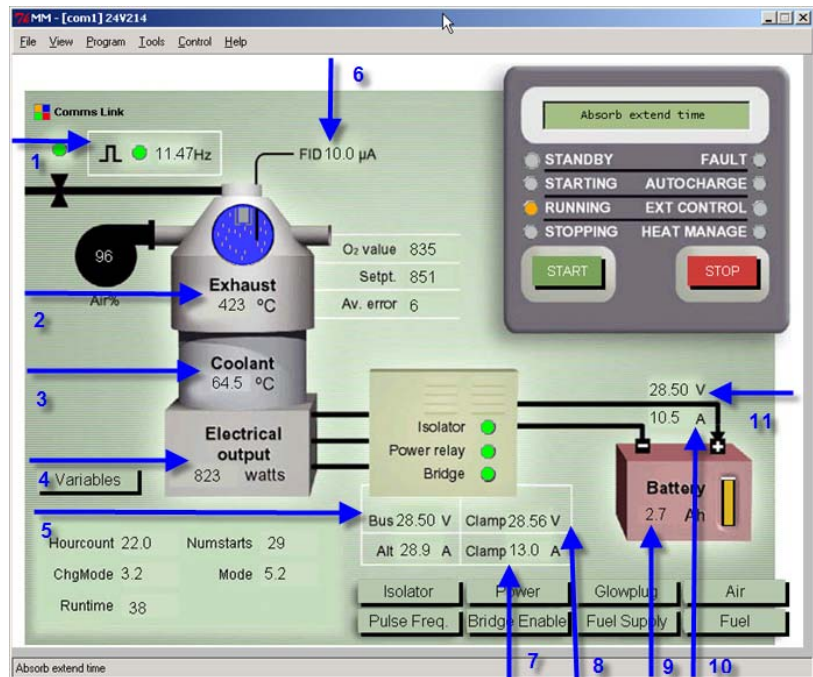 MM - [com1] 24V214
File View Program Tools Control Help
6
Comms Link
1
11.47Hz
FID 10.0 µA
Absorb extend time
STANDBY FAULT
STARTING AUTOCHARGE
RUNNING EXT CONTROL
STOPPING HEAT MANAGE
START STOP
96
Air%
O2 value 835
Setpt. 851
Av. error 6
Exhaust
423 ºC
2
Coolant
64.5 ºC
3
Electrical
output
823 watts
4
Variables
Isolator
Power relay
Bridge
28.50 V
10.5 A
11
Battery
2.7 Ah
5
Bus 28.50 V Clamp 28.56 V
Alt 28.9 A Clamp 13.0 A
Hourcount 22.0 Numstarts 29
ChgMode 3.2 Mode 5.2
Runtime 38
Isolator Power Glowplug Air
Pulse Freq. Bridge Enable Fuel Supply Fuel
7 8 9 10
Absorb extend time